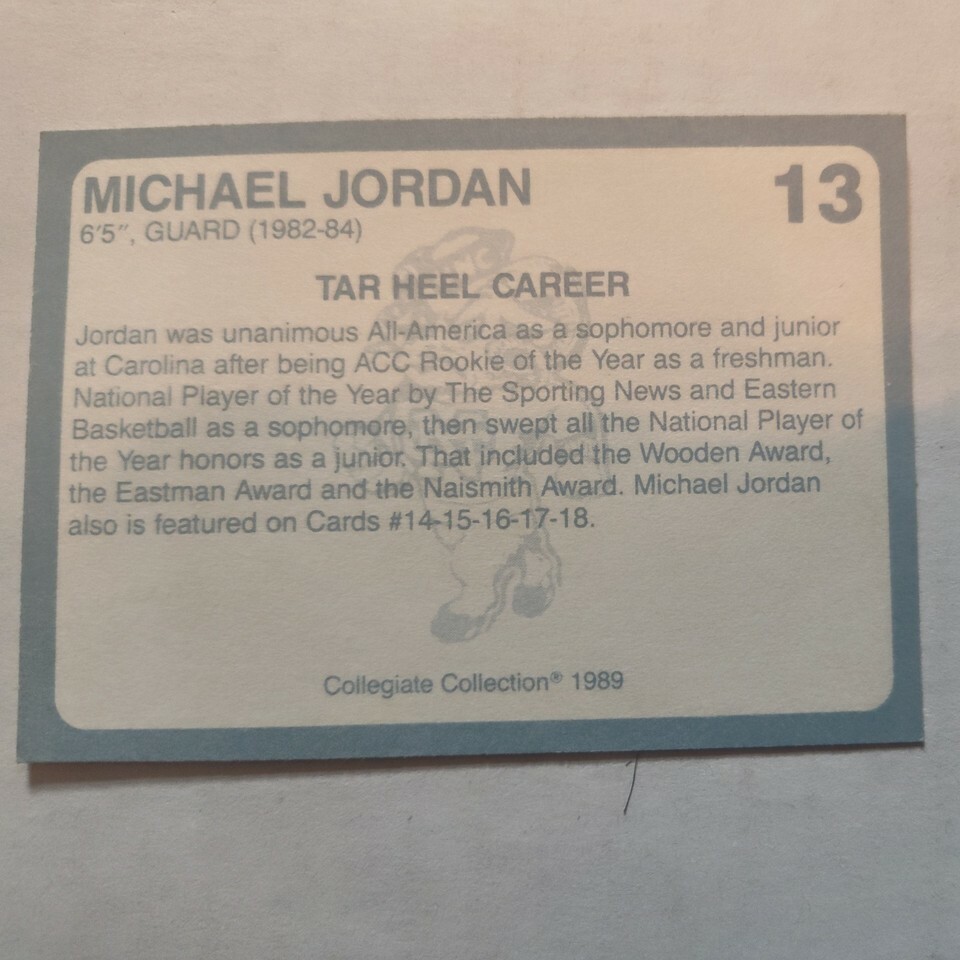 MICHAEL JORDAN
13
6'5", GUARD (1982-84)
TAR HEEL CAREER
Jordan was unanimous All-America as a sophomore and junior
at Carolina after being ACC Rookie of the Year as a freshman.
National Player of the Year by The Sporting News and Eastern
Basketball as a sophomore, then swept all the National Player of
the Year honors as a junior. That included the Wooden Award,
the Eastman Award and the Naismith Award. Michael Jordan
also is featured on Cards #14-15-16-17-18.
Collegiate Collection® 1989